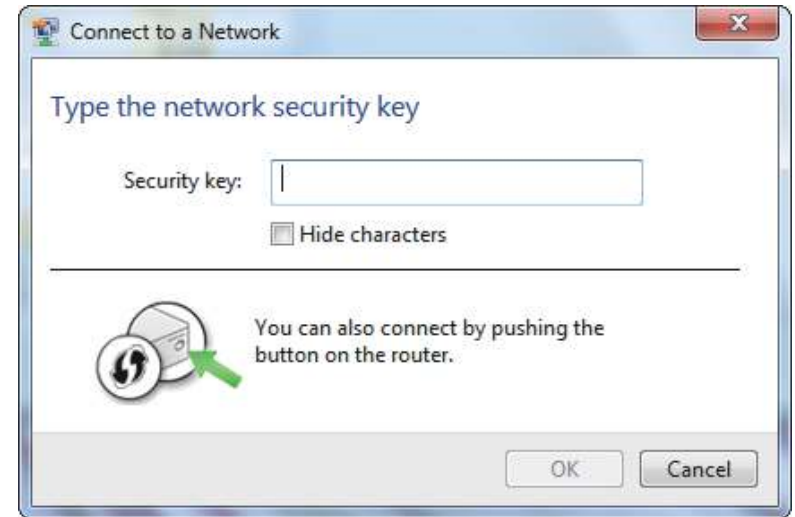 Connect to a Network
Type the network security key
Security key:
Hide characters
You can also connect by pushing the
button on the router.
OK
Cancel